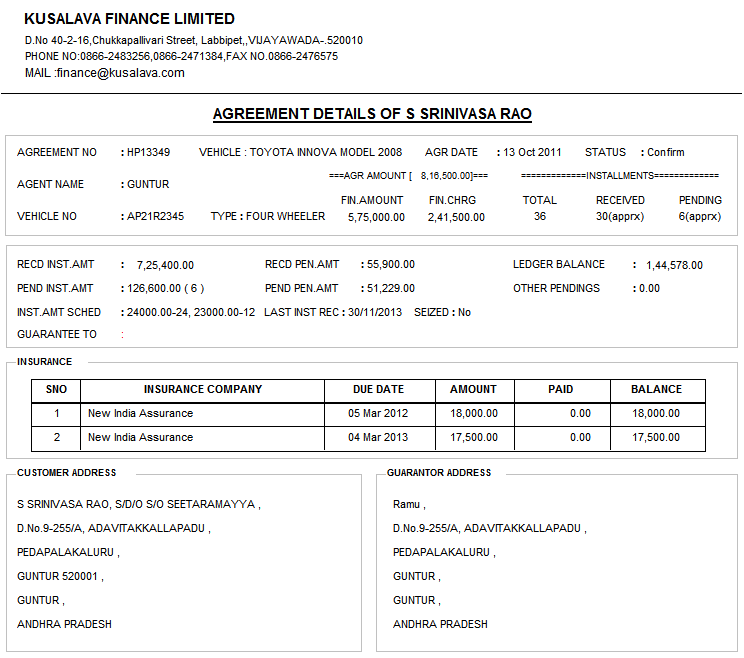 KUSALAVA FINANCE LIMITED
D.No 40-2-16,Chukkapallivari Street, Labbipet,,VIJAYAWADA-.520010
PHONE NO:0866-2483256,0866-2471384,FAX NO.0866-2476575
MAIL :finance@kusalava.com
AGREEMENT DETAILS OF S SRINIVASA RAO
AGREEMENT NO : HP13349 VEHICLE : TOYOTA INNOVA MODEL 2008 AGR DATE : 13 Oct 2011 STATUS : Confirm
===AGR AMOUNT [ 8,16,500.00]=== =============INSTALLMENTS=============
AGENT NAME : GUNTUR
FIN.AMOUNT FIN.CHRG TOTAL RECEIVED PENDING
VEHICLE NO : AP21R2345 TYPE : FOUR WHEELER 5,75,000.00 2,41,500.00 36 30(apprx) 6(apprx)
RECD INST.AMT : 7,25,400.00 RECD PEN.AMT : 55,900.00 LEDGER BALANCE : 1,44,578.00
PEND INST.AMT : 126,600.00 ( 6 ) PEND PEN.AMT : 51,229.00 OTHER PENDINGS : 0.00
INST.AMT SCHED : 24000.00-24, 23000.00-12 LAST INST REC : 30/11/2013 SEIZED : No
GUARANTEE TO :
INSURANCE
SNO INSURANCE COMPANY DUE DATE AMOUNT PAID BALANCE
1 New India Assurance 05 Mar 2012 18,000.00 0.00 18,000.00
2 New India Assurance 04 Mar 2013 17,500.00 0.00 17,500.00
CUSTOMER ADDRESS
S SRINIVASA RAO, S/D/O S/O SEETARAMAYYA ,
D.No.9-255/A, ADAVITAKKALLAPADU ,
PEDAPALAKALURU ,
GUNTUR 520001 ,
GUNTUR ,
ANDHRA PRADESH
GUARANTOR ADDRESS
Ramu ,
D.No.9-255/A, ADAVITAKKALLAPADU ,
PEDAPALAKALURU ,
GUNTUR ,
GUNTUR ,
ANDHRA PRADESH